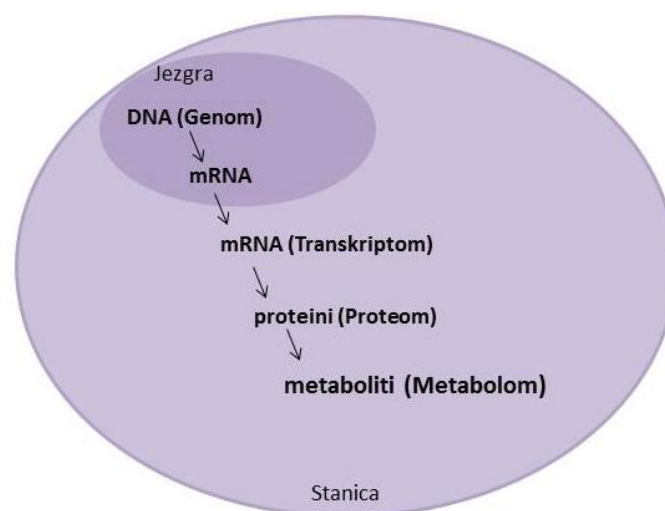 Jezgra
DNA (Genom)
mRNA
mRNA (Transkriptom)
proteini (Proteom)
metaboliti (Metabolom)
Stanica